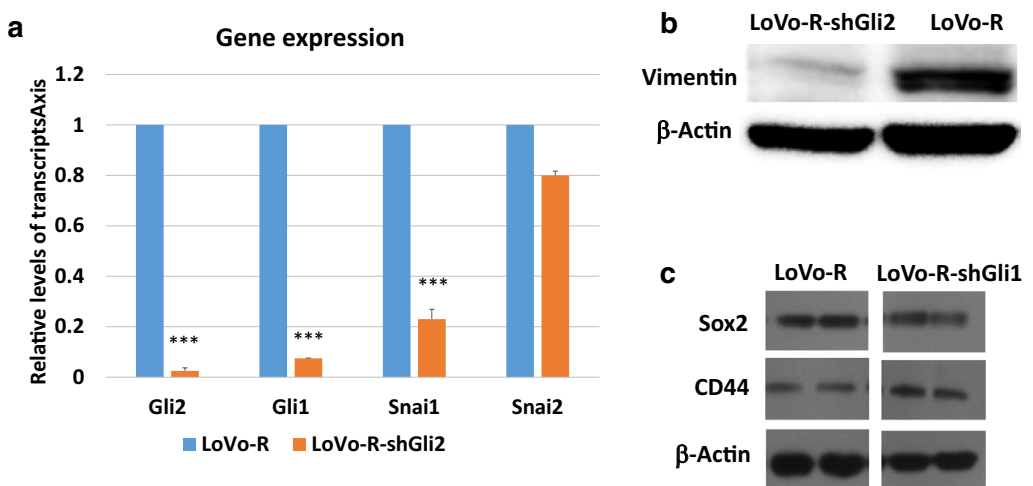 a
Gene expression
Relative levels of transcriptsAxis
1.2
1
0.8
0.6
0.4
0.2
0
***
***
***
Gli2 Gli1 Snai1 Snai2
LoVo-R LoVo-R-shGli2
b
LoVo-R-shGli2 LoVo-R
Vimentin
β-Actin
c
LoVo-R LoVo-R-shGli1
Sox2
CD44
β-Actin